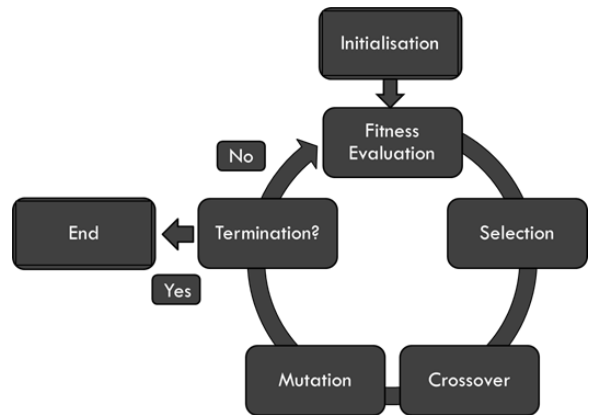 Initialisation
Fitness
Evaluation
No
End
Termination?
Selection
Yes
Mutation
Crossover